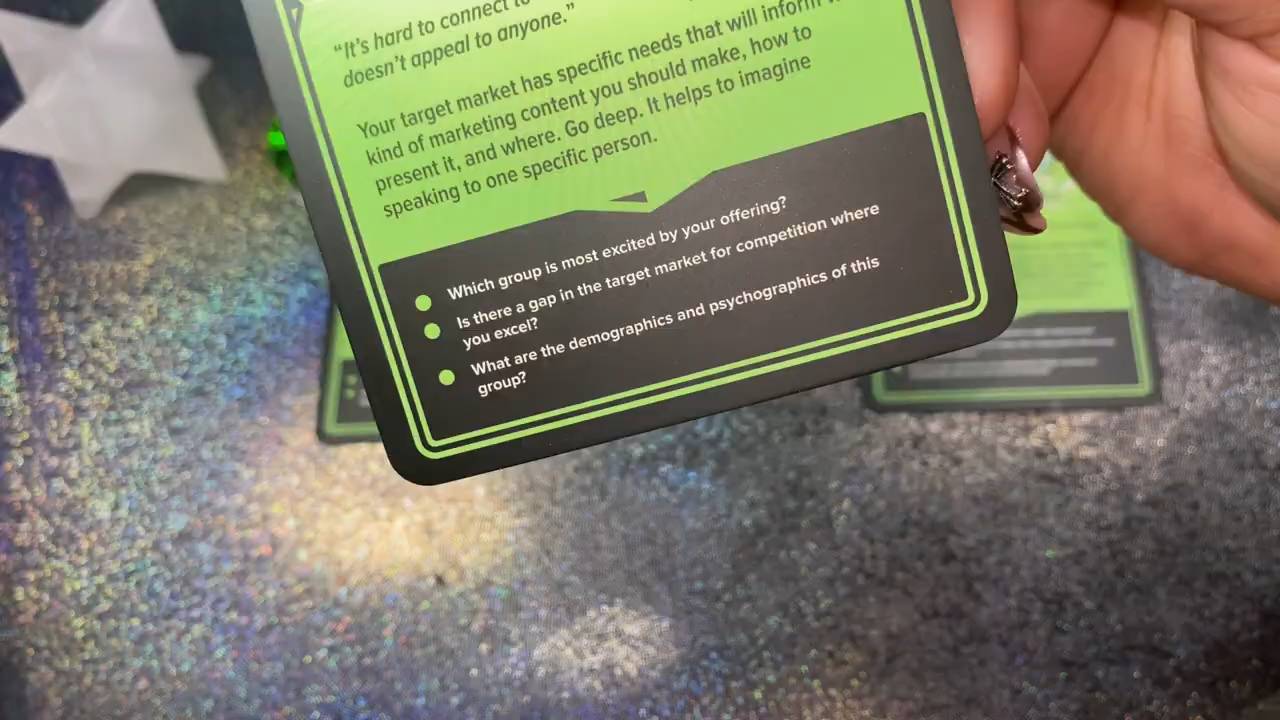 "It's hard to connect to
doesn't appeal to anyone."
Your target market has specific needs that will inform
kind of marketing content you should make, how to
present it, and where. Go deep. It helps to imagine
speaking to one specific person.
Which group is most excited by your offering?
Is there a gap in the target market for competition where
you excel?
What are the demographics and psychographics of this
group?